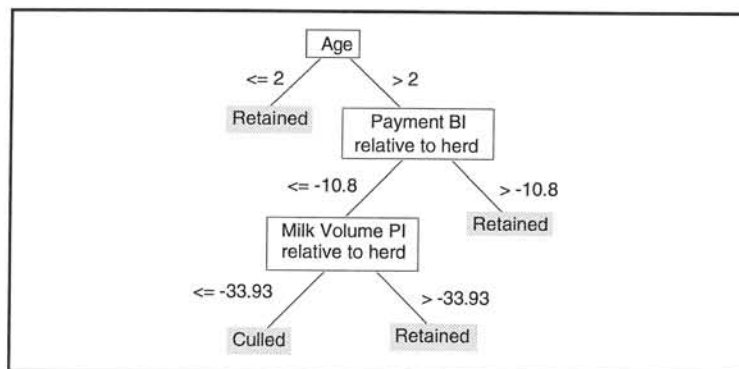 Age
<= 2
> 2
Retained
Payment BI
relative to herd
<= -10.8
> -10.8
Retained
Milk Volume PI
relative to herd
<= -33.93
> -33.93
Culled
Retained